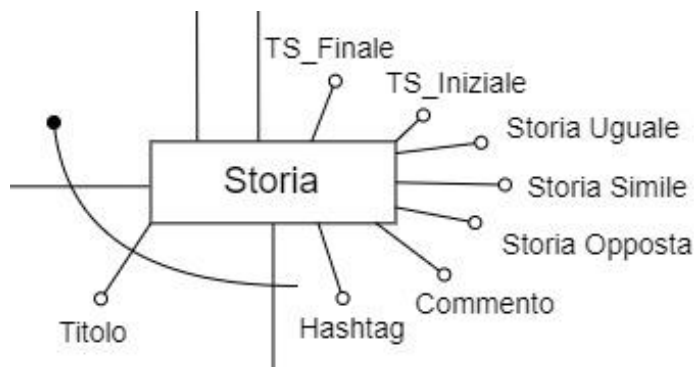 TS_Finale
TS_Iniziale
Storia Uguale
Storia
Storia Simile
Storia Opposta
Commento
Hashtag
Titolo